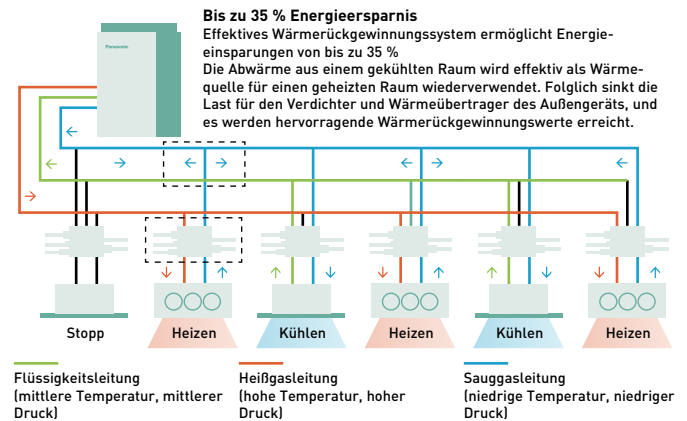 Bis zu 35 % Energieersparnis
Effektives Wärmerückgewinnungssystem ermöglicht Energie-
einsparungen von bis zu 35 %
Die Abwärme aus einem gekühlten Raum wird effektiv als Wärme-
quelle für einen geheizten Raum wiederverwendet. Folglich sinkt die
Last für den Verdichter und Wärmeübertrager des Außengeräts, und
es werden hervorragende Wärmerückgewinnungswerte erreicht.
Panasonic
Stopp
Heizen
Kühlen
Heizen
Kühlen
Heizen
Flüssigkeitsleitung
(mittlere Temperatur, mittlerer
Druck)
Heißgasleitung
(hohe Temperatur, hoher
Druck)
Sauggasleitung
(niedrige Temperatur, niedriger
Druck)